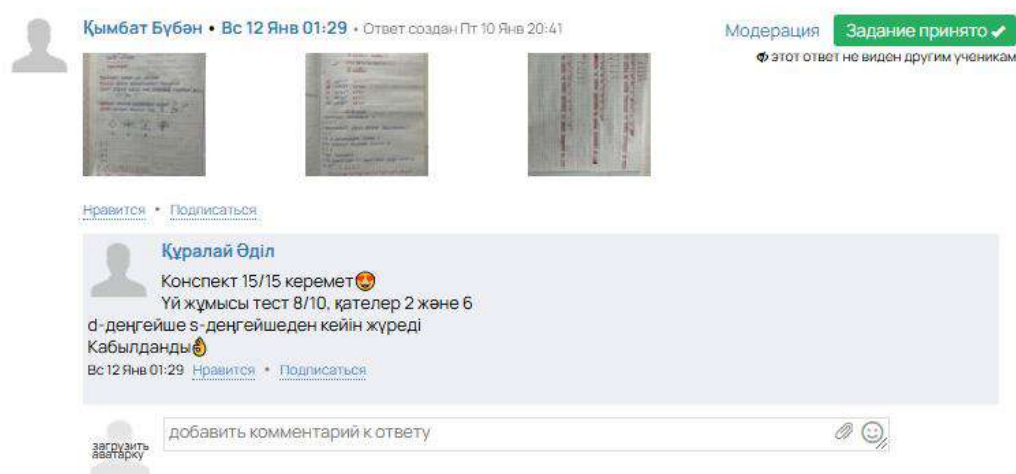 Қымбат Бүбән • Вс 12 Янв 01:29 • Ответ создан Пт 10 Янв 20:41
Модерация Задание принято ✔
этот ответ не виден другим ученикам
Нравится • Подписаться
Құралай Әділ
Конспект 15/15 керемет😍
Үй жұмысы тест 8/10, қателер 2 және 6
d-деңгейше s-деңгейшеден кейін жүреді
Кабылданды👌
Вс 12 Янв 01:29 Нравится • Подписаться
загрузить
аватарку
добавить комментарий к ответу